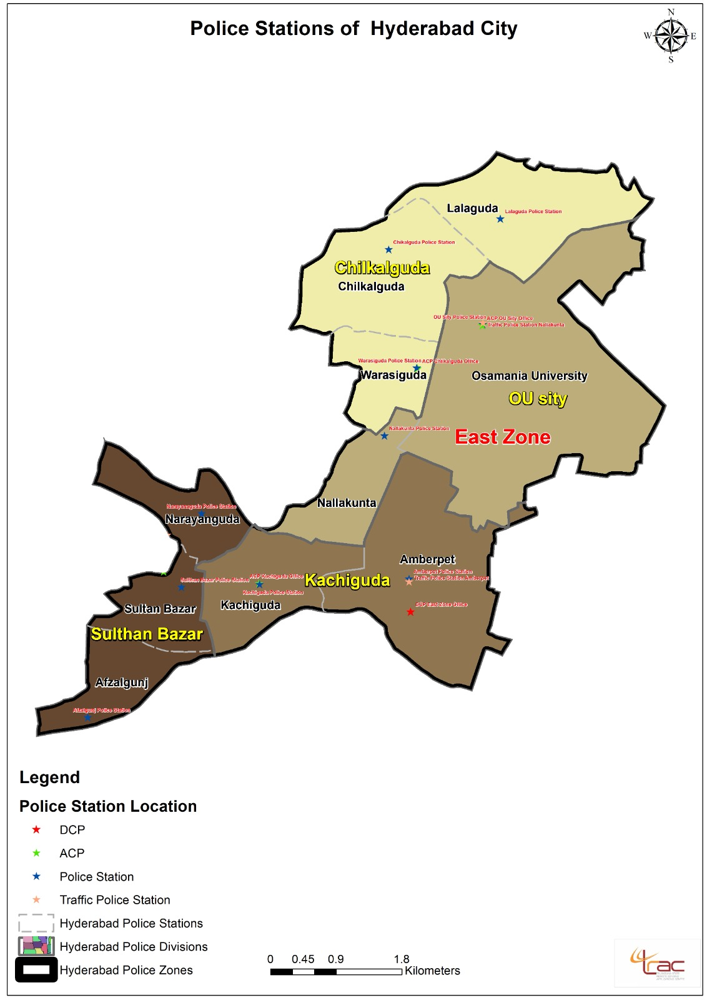 Police Stations of Hyderabad City
N
W
E
S
Lalaguda
Lalaguda Police Station
Chikalguda Police Station
Chilkalguda
Chilkalguda
OU Sity Police Station
ACP OU Sity Office
Traffic Police Station Nallakunta
Warasiguda Police Station
ACP Chilkalguda Office
Warasiguda
Osamania University
OU sity
Nallakunta Police Station
East Zone
Nallakunta
Narayanaguda Police Station
Narayanguda
Amberpet
Amberpet Police Station
Traffic Police Station Amberpet
ACP Kachiguda Office
Kachiguda
Sulthan Bazar Police Station
Kachiguda Police Station
Kachiguda
DCP East Zone Office
Sultan Bazar
Sulthan Bazar
Afzalgunj
Afzalgunj Police Station
Legend
Police Station Location
DCP
ACP
Police Station
Traffic Police Station
Hyderabad Police Stations
Hyderabad Police Divisions
Hyderabad Police Zones
0 0.45 0.9 1.8
Kilometers
trac